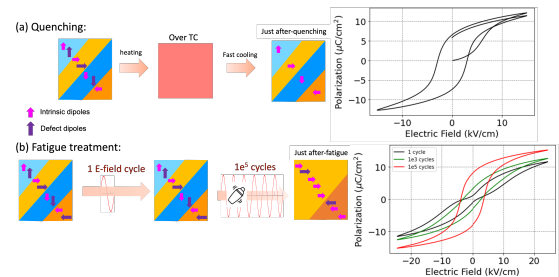 (a) Quenching:
Over TC
Just after-quenching
heating
Fast cooling
Intrinsic dipoles
Defect dipoles
Polarization (μC/cm²)
10
5
0
−5
−10
−10
0
10
Electric Field (kV/cm)
(b) Fatigue treatment:
1 E-field cycle
1e⁵ cycles
Just after-fatigue
Polarization (μC/cm²)
10
0
−10
1 cycle
1e3 cycles
1e5 cycles
−20
−10
0
10
20
Electric Field (kV/cm)